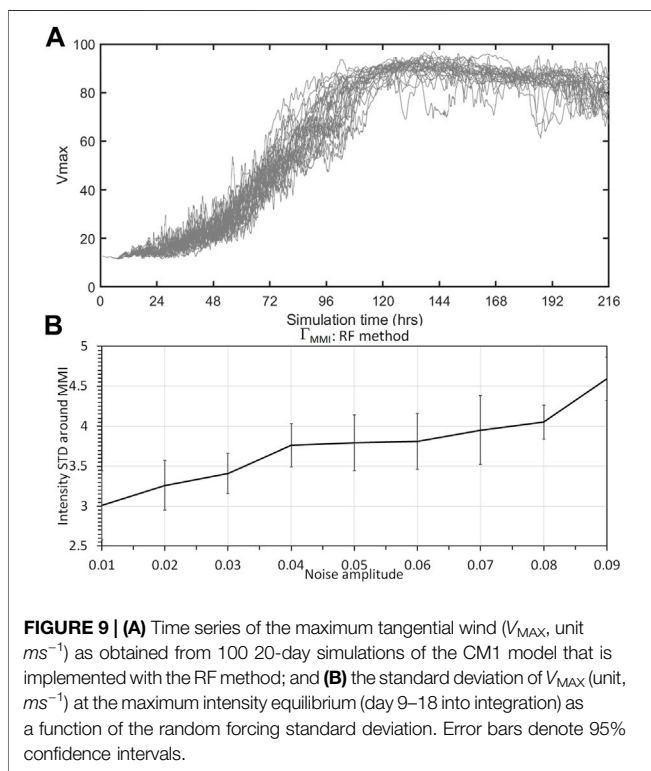 A
100
80
60
40
20
0
Vmax
0 24 48 72 96 120 144 168 192 216
Simulation time (hrs)
B
ΓMMI: RF method
5
4.5
4
3.5
3
2.5
Intensity STD around MMI
0.01 0.02 0.03 0.04 0.05 0.06 0.07 0.08 0.09
Noise amplitude
FIGURE 9 | (A) Time series of the maximum tangential wind (VMAX, unit
ms−1) as obtained from 100 20-day simulations of the CM1 model that is
implemented with the RF method; and (B) the standard deviation of VMAX (unit,
ms−1) at the maximum intensity equilibrium (day 9–18 into integration) as
a function of the random forcing standard deviation. Error bars denote 95%
confidence intervals.